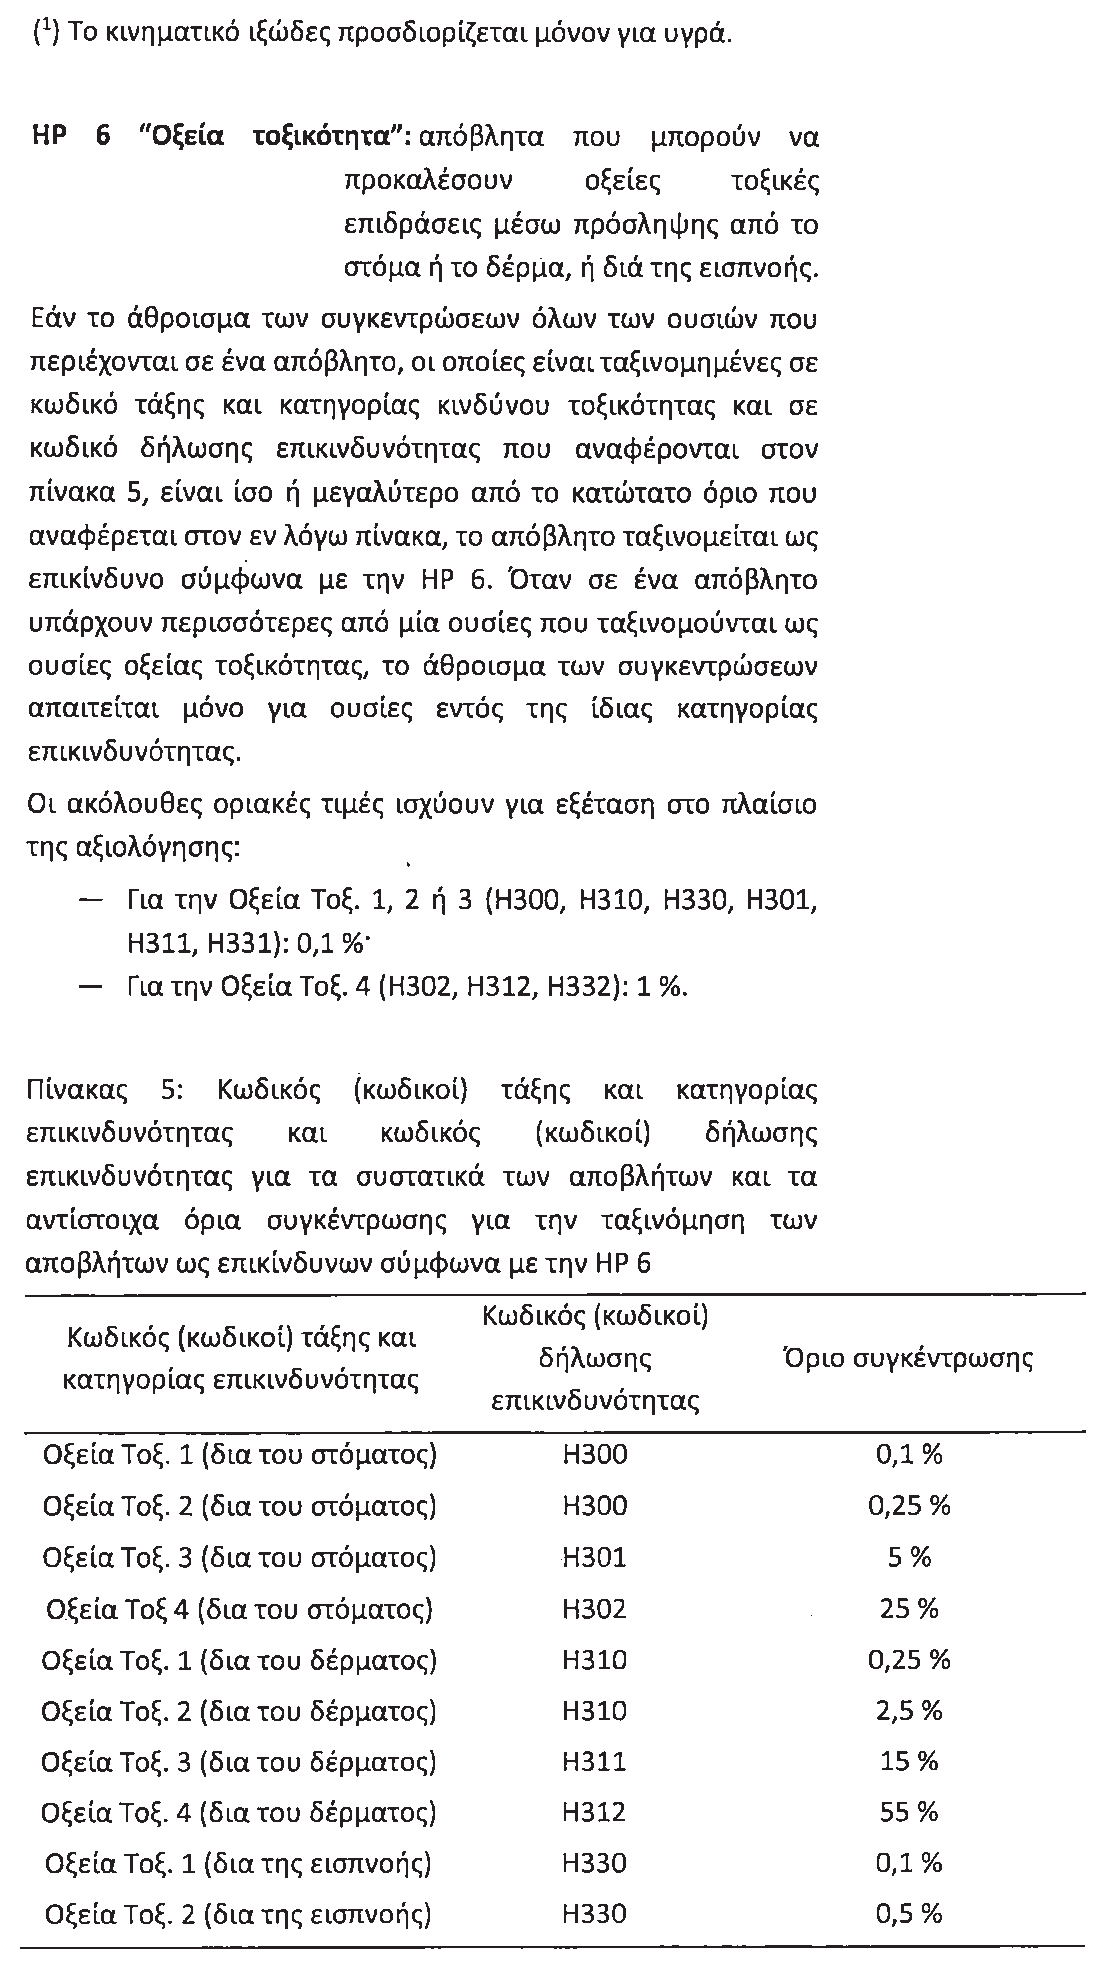 (¹) Το κινηματικό ιξώδες προσδιορίζεται μόνον για υγρά.
HP 6 "Οξεία τοξικότητα": απόβλητα που μπορούν να
προκαλέσουν οξείες τοξικές
επιδράσεις μέσω πρόσληψης από το
στόμα ή το δέρμα, ή διά της εισπνοής.
Εάν το άθροισμα των συγκεντρώσεων όλων των ουσιών που
περιέχονται σε ένα απόβλητο, οι οποίες είναι ταξινομημένες σε
κωδικό τάξης και κατηγορίας κινδύνου τοξικότητας και σε
κωδικό δήλωσης επικινδυνότητας που αναφέρονται στον
πίνακα 5, είναι ίσο ή μεγαλύτερο από το κατώτατο όριο που
αναφέρεται στον εν λόγω πίνακα, το απόβλητο ταξινομείται ως
επικίνδυνο σύμφωνα με την HP 6. Όταν σε ένα απόβλητο
υπάρχουν περισσότερες από μία ουσίες που ταξινομούνται ως
ουσίες οξείας τοξικότητας, το άθροισμα των συγκεντρώσεων
απαιτείται μόνο για ουσίες εντός της ίδιας κατηγορίας
επικινδυνότητας.
Οι ακόλουθες οριακές τιμές ισχύουν για εξέταση στο πλαίσιο
της αξιολόγησης:
— Για την Οξεία Τοξ. 1, 2 ή 3 (H300, H310, H330, H301,
H311, H331): 0,1 %·
— Για την Οξεία Τοξ. 4 (H302, H312, H332): 1 %.
Πίνακας 5: Κωδικός (κωδικοί) τάξης και κατηγορίας
επικινδυνότητας και κωδικός (κωδικοί) δήλωσης
επικινδυνότητας για τα συστατικά των αποβλήτων και τα
αντίστοιχα όρια συγκέντρωσης για την ταξινόμηση των
αποβλήτων ως επικίνδυνων σύμφωνα με την HP 6
Κωδικός (κωδικοί) τάξης και
κατηγορίας επικινδυνότητας
Κωδικός (κωδικοί)
δήλωσης
επικινδυνότητας
Όριο συγκέντρωσης
Οξεία Τοξ. 1 (δια του στόματος) H300 0,1 %
Οξεία Τοξ. 2 (δια του στόματος) H300 0,25 %
Οξεία Τοξ. 3 (δια του στόματος) H301 5 %
Οξεία Τοξ 4 (δια του στόματος) H302 25 %
Οξεία Τοξ. 1 (δια του δέρματος) H310 0,25 %
Οξεία Τοξ. 2 (δια του δέρματος) H310 2,5 %
Οξεία Τοξ. 3 (δια του δέρματος) H311 15 %
Οξεία Τοξ. 4 (δια του δέρματος) H312 55 %
Οξεία Τοξ. 1 (δια της εισπνοής) H330 0,1 %
Οξεία Τοξ. 2 (δια της εισπνοής) H330 0,5 %